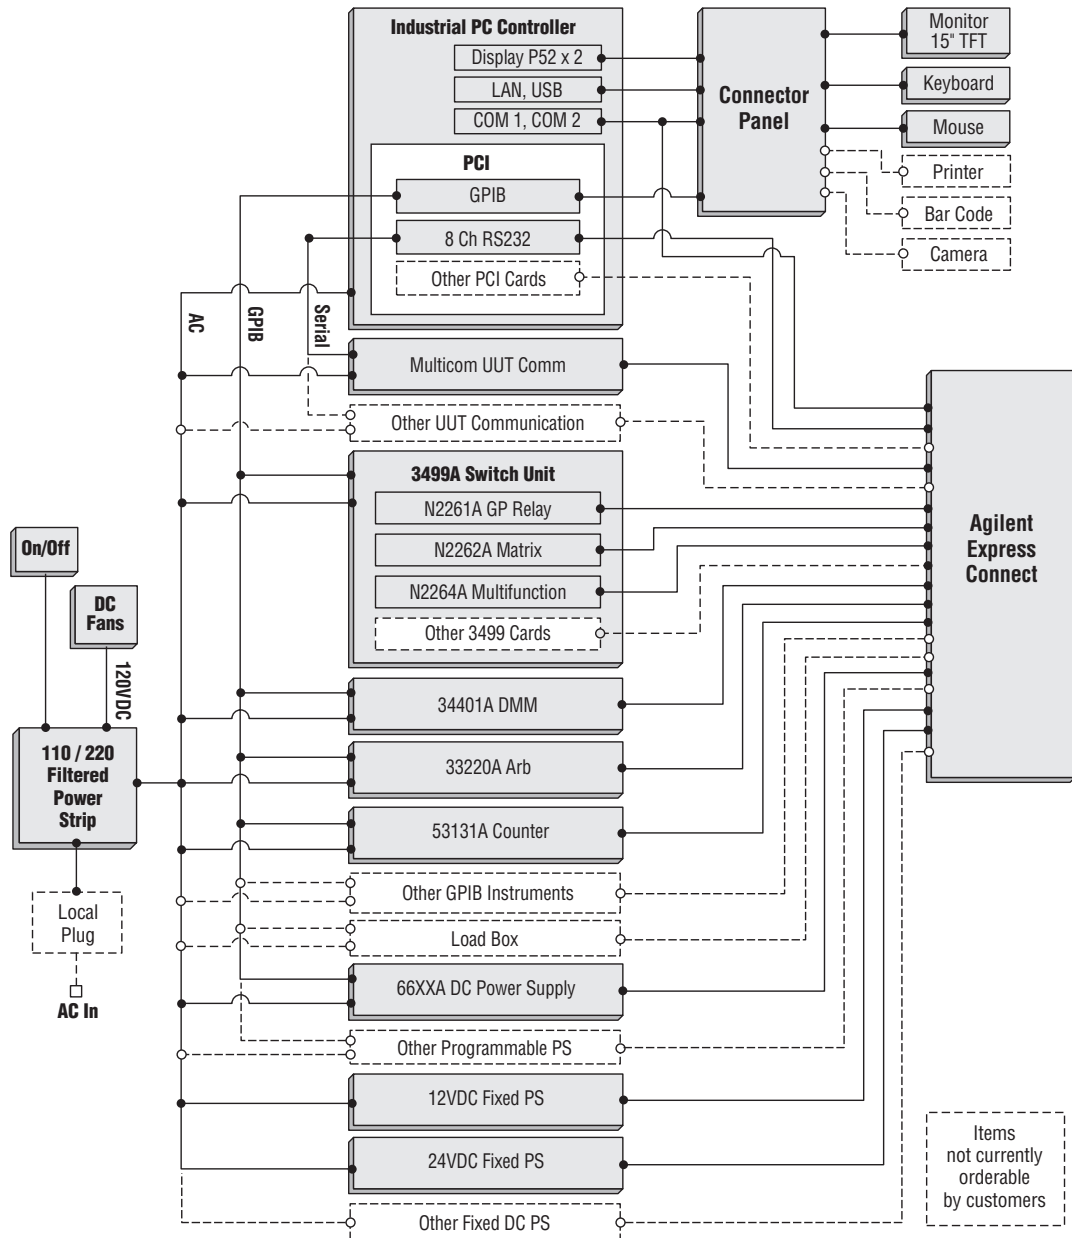 Industrial PC Controller
Display P52 x 2
LAN, USB
COM 1, COM 2
PCI
GPIB
8 Ch RS232
Other PCI Cards
Connector
Panel
Monitor
15" TFT
Keyboard
Mouse
Printer
Bar Code
Camera
AC
GPIB
Serial
Multicom UUT Comm
Other UUT Communication
3499A Switch Unit
N2261A GP Relay
N2262A Matrix
N2264A Multifunction
Other 3499 Cards
Agilent
Express
Connect
On/Off
DC
Fans
120VDC
110 / 220
Filtered
Power
Strip
Local
Plug
AC In
34401A DMM
33220A Arb
53131A Counter
Other GPIB Instruments
Load Box
66XXA DC Power Supply
Other Programmable PS
12VDC Fixed PS
24VDC Fixed PS
Other Fixed DC PS
Items
not currently
orderable
by customers